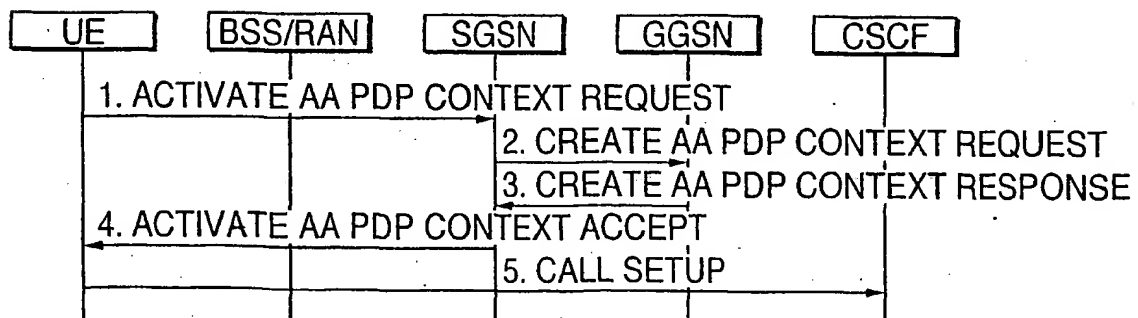 UE BSS/RAN SGSN GGSN CSCF
1. ACTIVATE AA PDP CONTEXT REQUEST
2. CREATE AA PDP CONTEXT REQUEST
3. CREATE AA PDP CONTEXT RESPONSE
4. ACTIVATE AA PDP CONTEXT ACCEPT
5. CALL SETUP